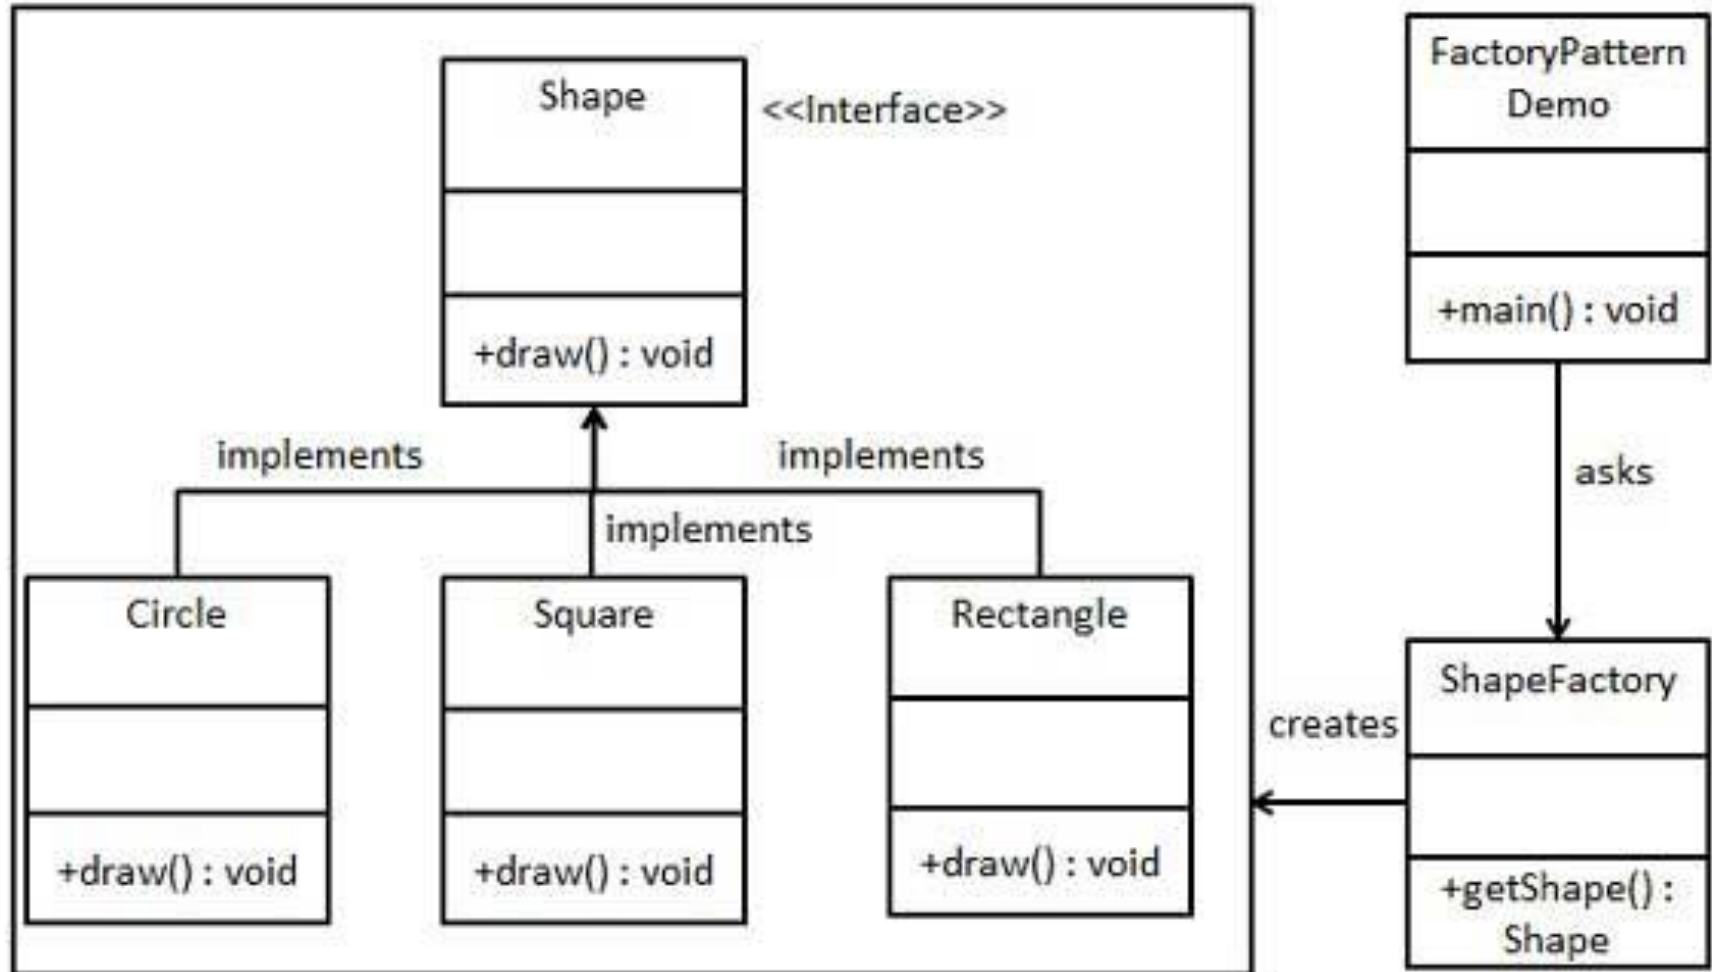 Shape
<<Interface>>
+draw() : void
implements
implements
implements
Circle
+draw() : void
Square
+draw() : void
Rectangle
+draw() : void
FactoryPattern
Demo
+main() : void
asks
creates
ShapeFactory
+getShape() :
Shape